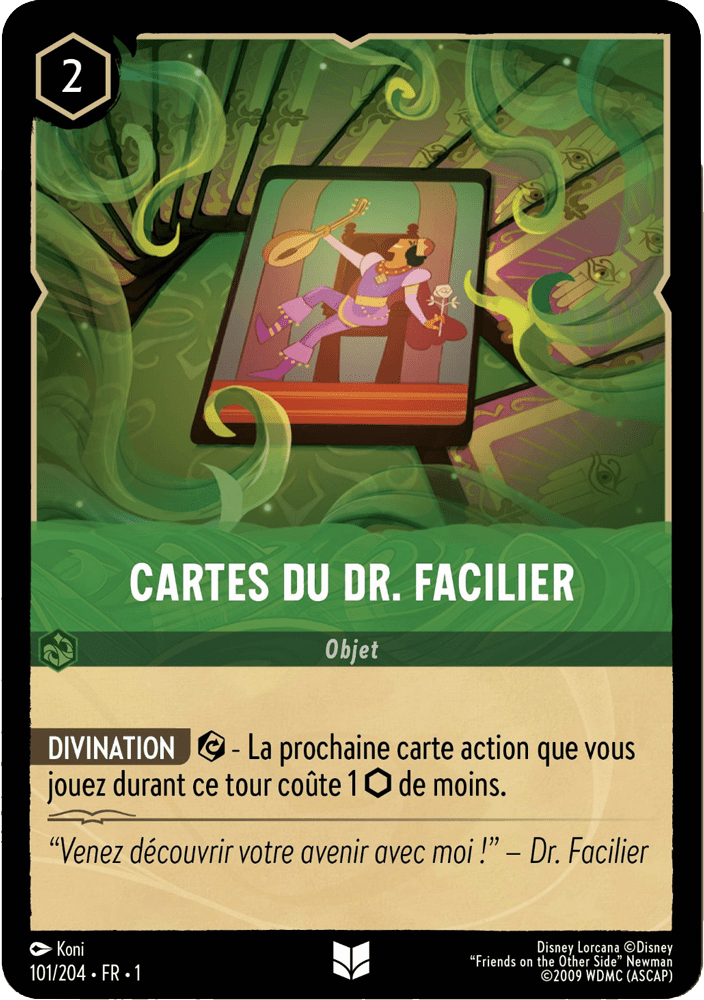 2
CARTES DU DR. FACILIER
Objet
DIVINATION - La prochaine carte action que vous
jouez durant ce tour coûte 1 de moins.
“Venez découvrir votre avenir avec moi !” – Dr. Facilier
Koni
101/204 • FR • 1
Disney Lorcana ©Disney
“Friends on the Other Side” Newman
©2009 WDMC (ASCAP)